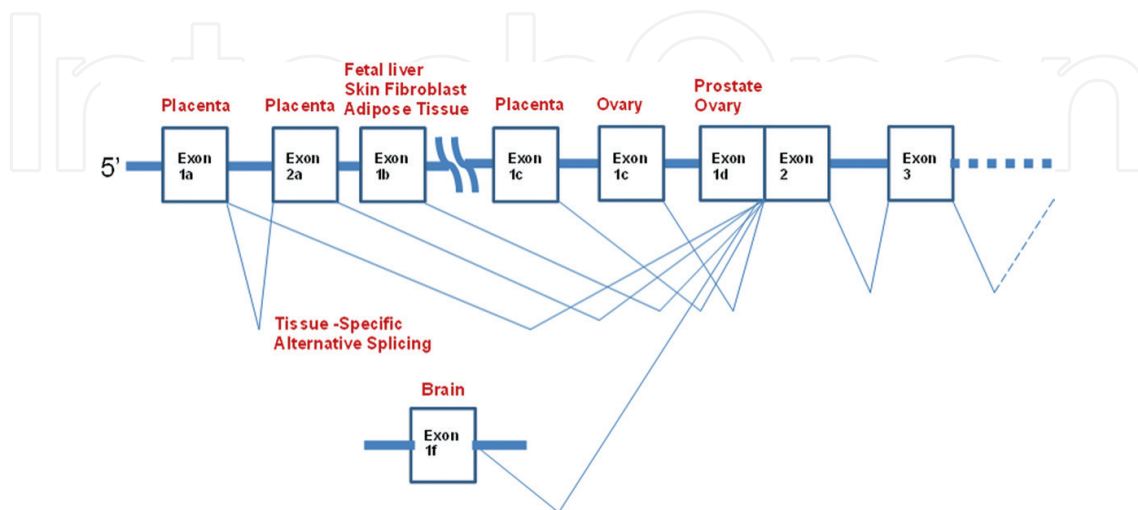 IntechOpen
Placenta
Placenta
Fetal liver
Skin Fibroblast
Adipose Tissue
Placenta
Ovary
Prostate
Ovary
5'
Exon
1a
Exon
2a
Exon
1b
Exon
1c
Exon
1c
Exon
1d
Exon
2
Exon
3
Tissue -Specific
Alternative Splicing
Brain
Exon
1f